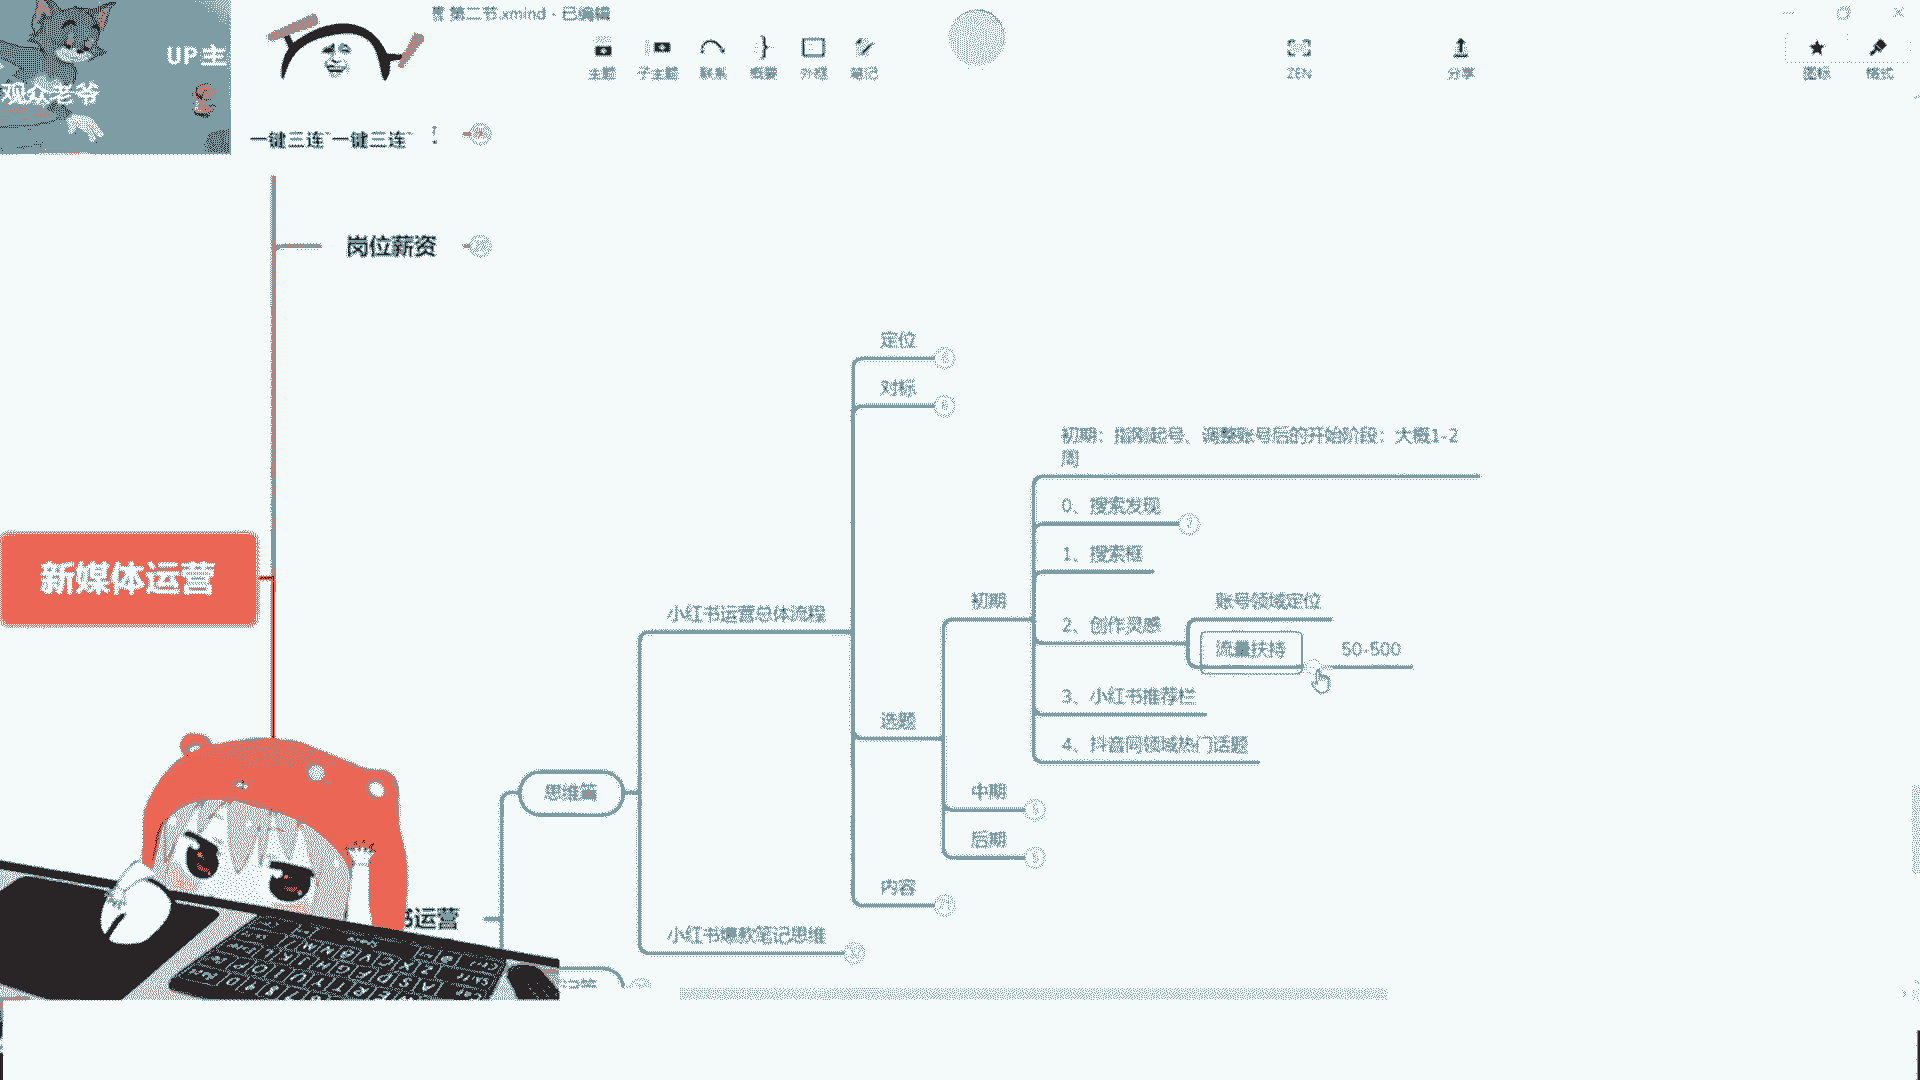 第二节.xmind - 已编辑
UP主
观众老爷
一键三连~一键三连~
主题
子主题
联系
概要
外框
笔记
ZEN
分享
图标
格式
岗位薪资
定位
对标
初期：指刚起号、调整账号后的开始阶段；大概1-2
周
0、搜索发现
1、搜索框
新媒体运营
小红书运营总体流程
初期
2、创作灵感
账号领域定位
流量扶持
50-500
3、小红书推荐栏
选题
4、抖音同领域热门话题
思维篇
中期
后期
内容
书运营
小红书爆款笔记思维